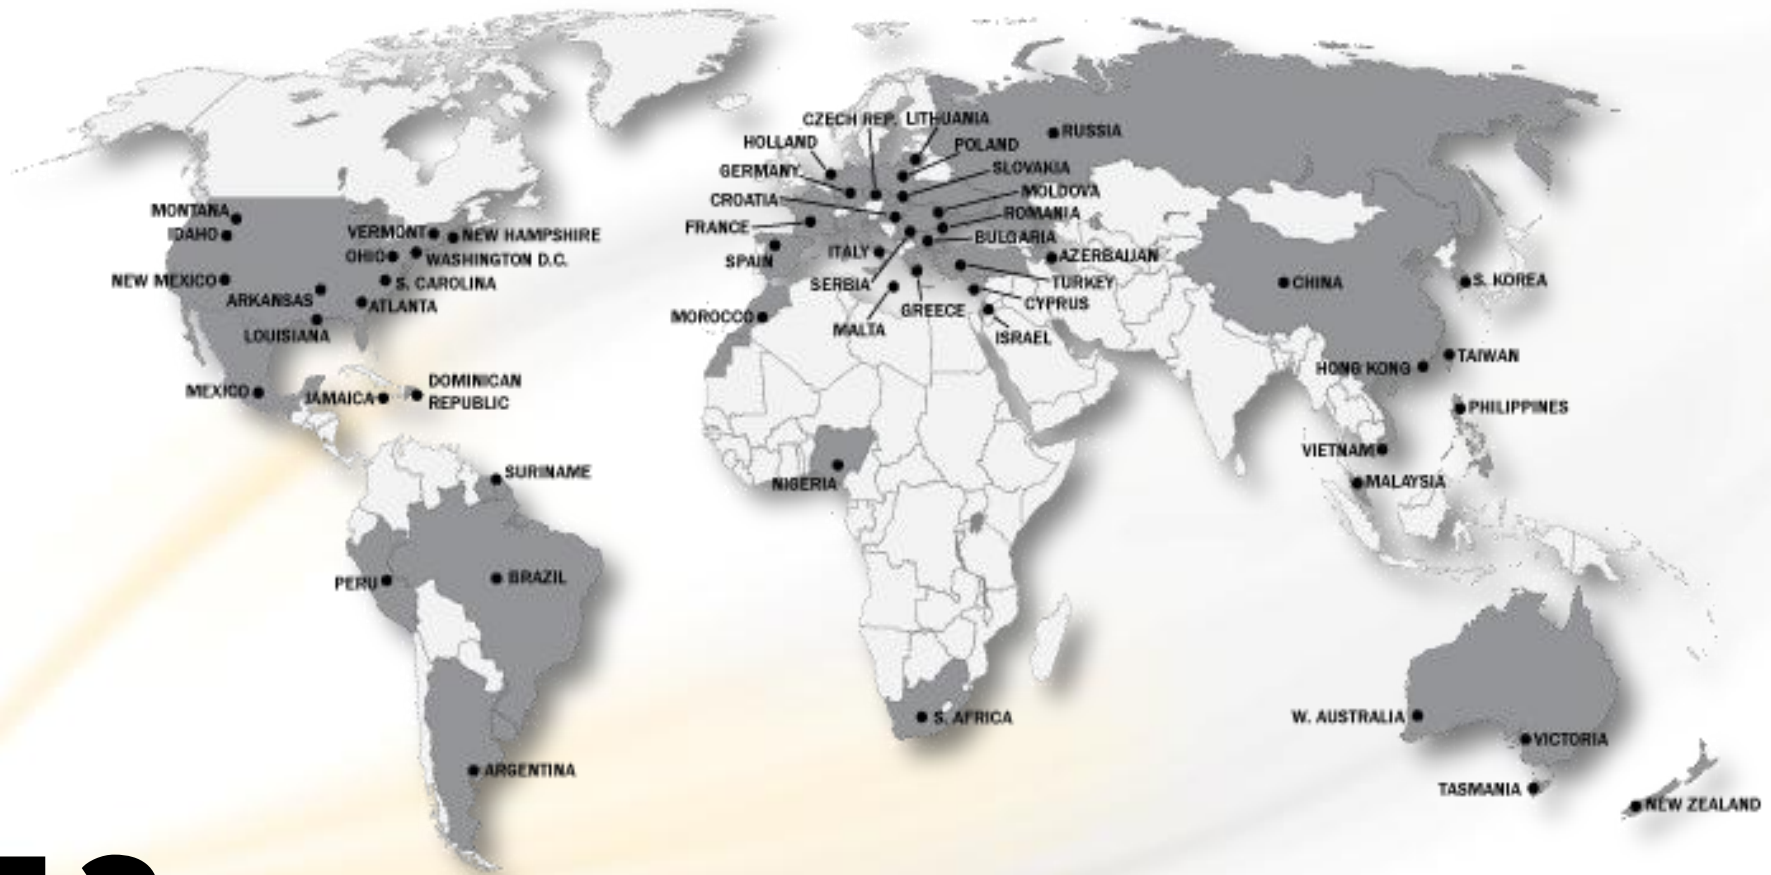 CZECH REP.
LITHUANIA
RUSSIA
HOLLAND
POLAND
GERMANY
SLOVAKIA
CROATIA
MOLDOVA
MONTANA
ROMANIA
IDAHO
VERMONT
NEW HAMPSHIRE
FRANCE
BULGARIA
OHIO
WASHINGTON D.C.
SPAIN
ITALY
AZERBAIJAN
NEW MEXICO
S. CAROLINA
SERBIA
TURKEY
CHINA
S. KOREA
ARKANSAS
ATLANTA
CYPRUS
MOROCCO
MALTA
GREECE
LOUISIANA
ISRAEL
TAIWAN
HONG KONG
MEXICO
JAMAICA
DOMINICAN
REPUBLIC
PHILIPPINES
VIETNAM
SURINAME
NIGERIA
MALAYSIA
PERU
BRAZIL
S. AFRICA
W. AUSTRALIA
VICTORIA
ARGENTINA
TASMANIA
NEW ZEALAND